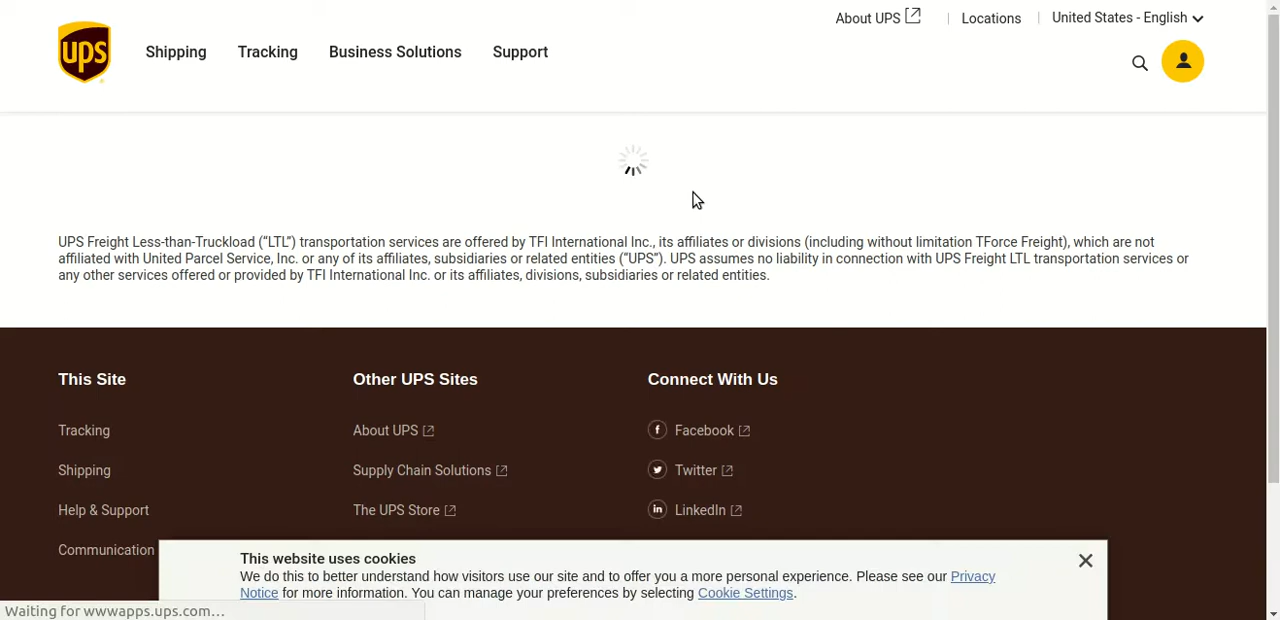 About UPS
Locations
United States - English
ups
Shipping
Tracking
Business Solutions
Support
UPS Freight Less-than-Truckload (“LTL”) transportation services are offered by TFI International Inc., its affiliates or divisions (including without limitation TForce Freight), which are not
affiliated with United Parcel Service, Inc. or any of its affiliates, subsidiaries or related entities (“UPS”). UPS assumes no liability in connection with UPS Freight LTL transportation services or
any other services offered or provided by TFI International Inc. or its affiliates, divisions, subsidiaries or related entities.
This Site
Tracking
Shipping
Help & Support
Communication
Other UPS Sites
About UPS
Supply Chain Solutions
The UPS Store
Connect With Us
Facebook
Twitter
LinkedIn
This website uses cookies
We do this to better understand how visitors use our site and to offer you a more personal experience. Please see our Privacy
Notice for more information. You can manage your preferences by selecting Cookie Settings.
Waiting for wwwapps.ups.com…